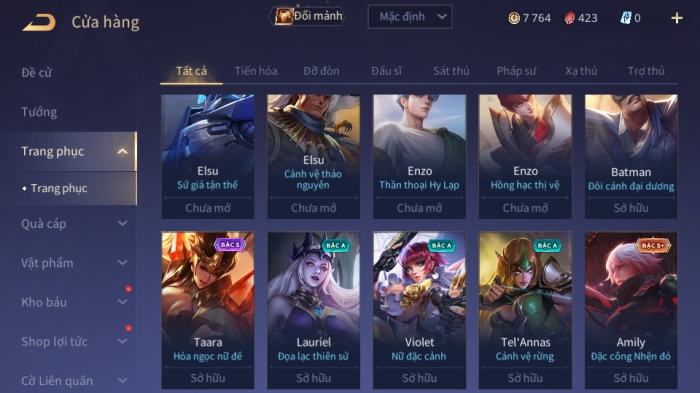 Cửa hàng
Đổi mảnh
Mặc định
7 764
423
0
Đề cử
Tướng
Trang phục
Trang phục
Quà cáp
Vật phẩm
Kho báu
Shop lợi tức
Cờ Liên quân
Tất cả
Tiến hóa
Đỡ đòn
Đấu sĩ
Sát thủ
Pháp sư
Xạ thủ
Trợ thủ
Elsu
Sứ giả tận thế
Chưa mở
Elsu
Cảnh vệ thảo
nguyên
Chưa mở
Enzo
Thần thoại Hy Lạp
Chưa mở
Enzo
Hồng hạc thị vệ
Chưa mở
Batman
Đôi cánh đại dương
Sở hữu
BẬC S
Taara
Hỏa ngọc nữ đế
Sở hữu
BẬC A
Lauriel
Đọa lạc thiên sứ
Sở hữu
BẬC A
Violet
Nữ đặc cảnh
Sở hữu
BẬC A
Tel'Annas
Cảnh vệ rừng
Sở hữu
BẬC S+
Amily
Đặc công Nhện đỏ
Sở hữu